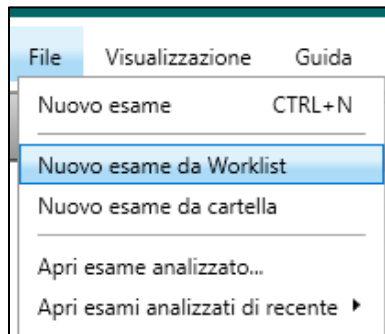 File Visualizzazione Guida
Nuovo esame CTRL+N
Nuovo esame da Worklist
Nuovo esame da cartella
Apri esame analizzato...
Apri esami analizzati di recente